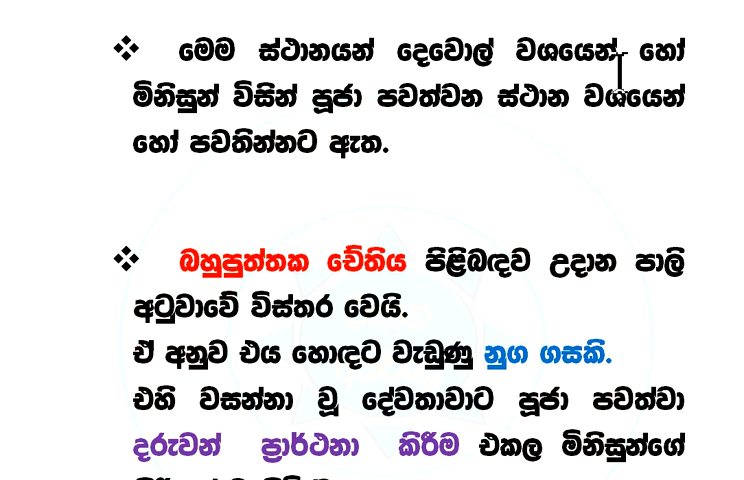 ❖ මෙම ස්ථානයන් දෙවොල් වශයෙන් හෝ
මිනිසුන් විසින් පූජා පවත්වන ස්ථාන වශයෙන්
හෝ පවතින්නට ඇත.
❖ බහුපුත්තක චේතිය පිළිබඳව උදාන පාලි
අටුවාවේ විස්තර වෙයි.
ඒ අනුව එය හොඳට වැඩුණු නුග ගසකි.
එහි වසන්නා වූ දේවතාවාට පූජා පවත්වා
දරුවන් ප්‍රාර්ථනා කිරීම එකල මිනිසුන්ගේ